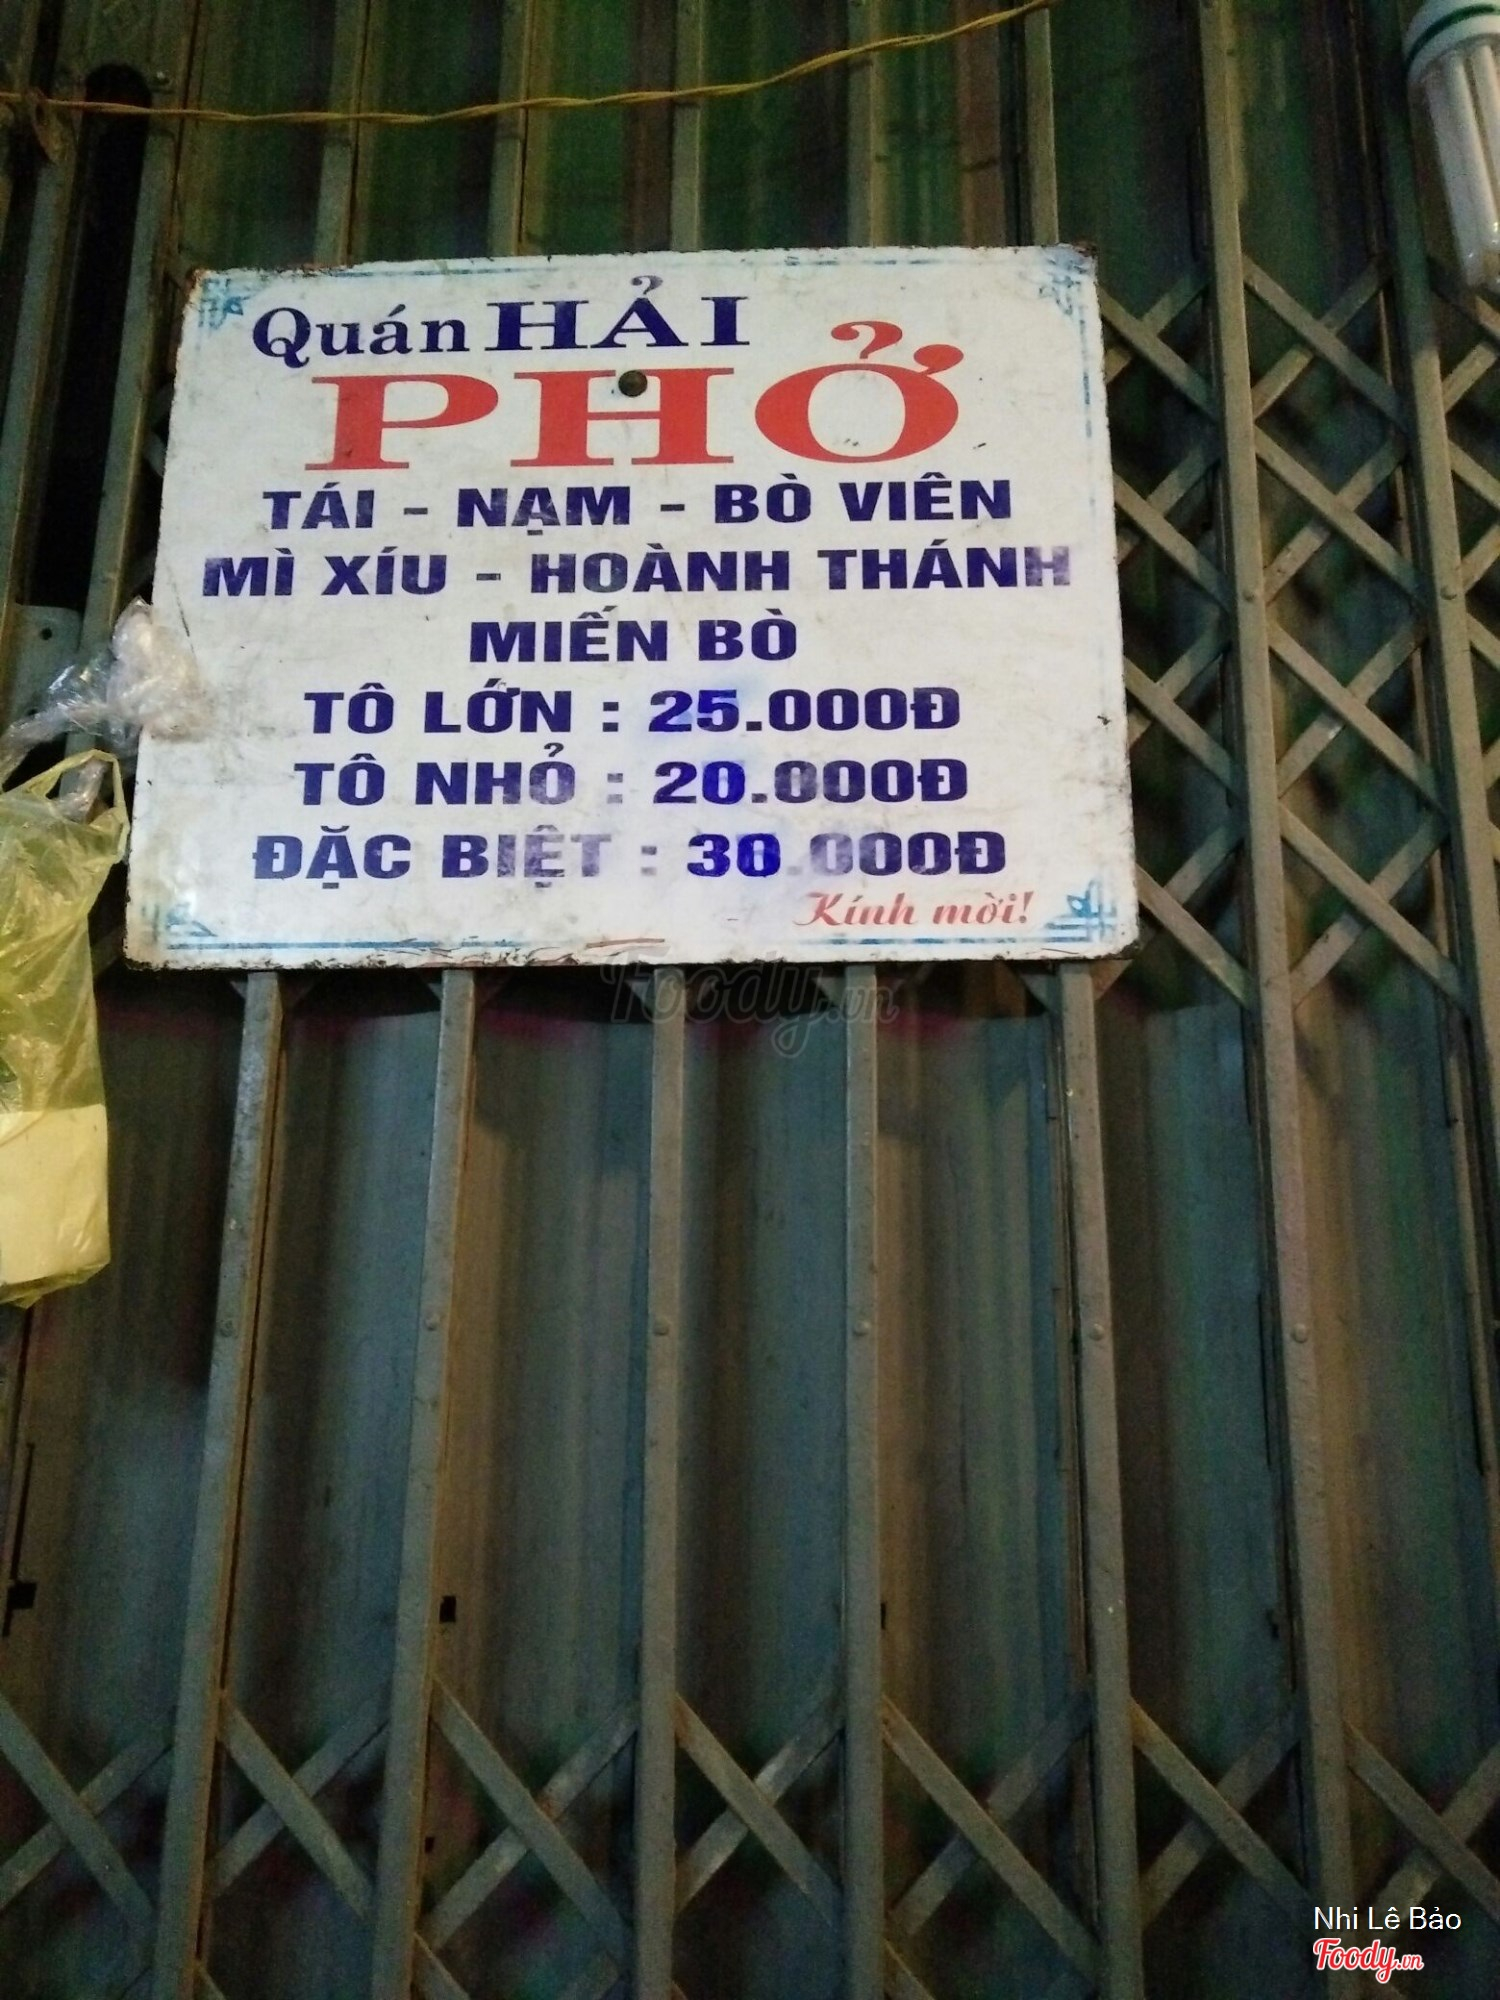 Quán HẢI
PHỞ
TÁI - NẠM - BÒ VIÊN
MÌ XÍU - HOÀNH THÁNH
MIẾN BÒ
TÔ LỚN : 25.000Đ
TÔ NHỎ : 20.000Đ
ĐẶC BIỆT : 30.000Đ
Kính mời!
Foody.vn
Nhi Lê Bảo
Foody.vn